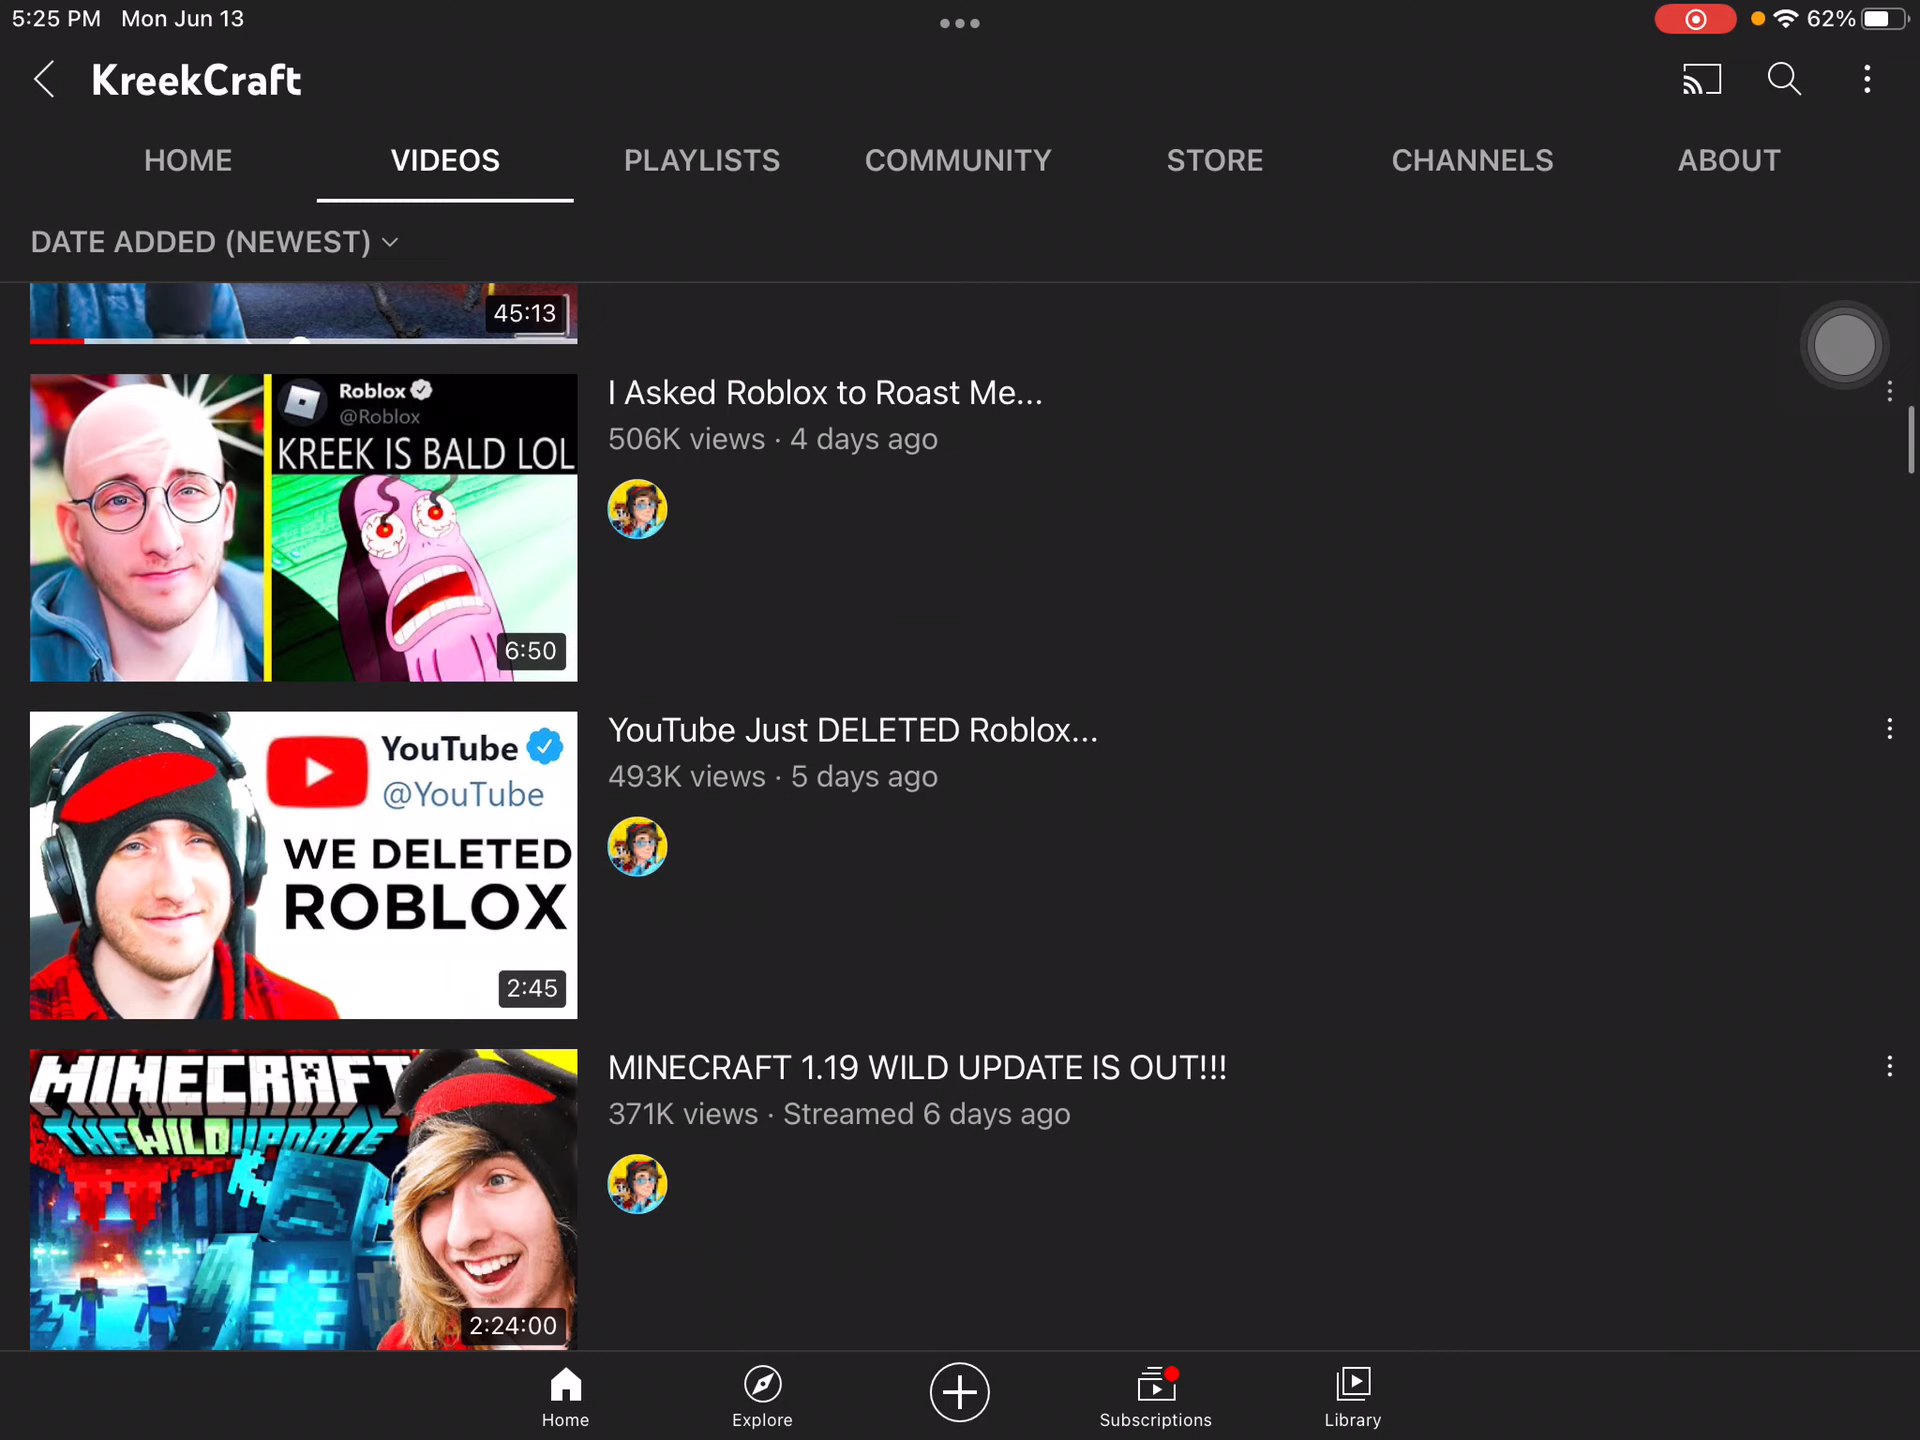 5:25 PM Mon Jun 13
62%
KreekCraft
HOME VIDEOS PLAYLISTS COMMUNITY STORE CHANNELS ABOUT
DATE ADDED (NEWEST)
45:13
Roblox
@Roblox
KREEK IS BALD LOL
6:50
I Asked Roblox to Roast Me...
506K views · 4 days ago
YouTube
@YouTube
WE DELETED
ROBLOX
2:45
YouTube Just DELETED Roblox...
493K views · 5 days ago
MINECRAFT
THE WILD UPDATE
2:24:00
MINECRAFT 1.19 WILD UPDATE IS OUT!!!
371K views · Streamed 6 days ago
Home Explore Subscriptions Library